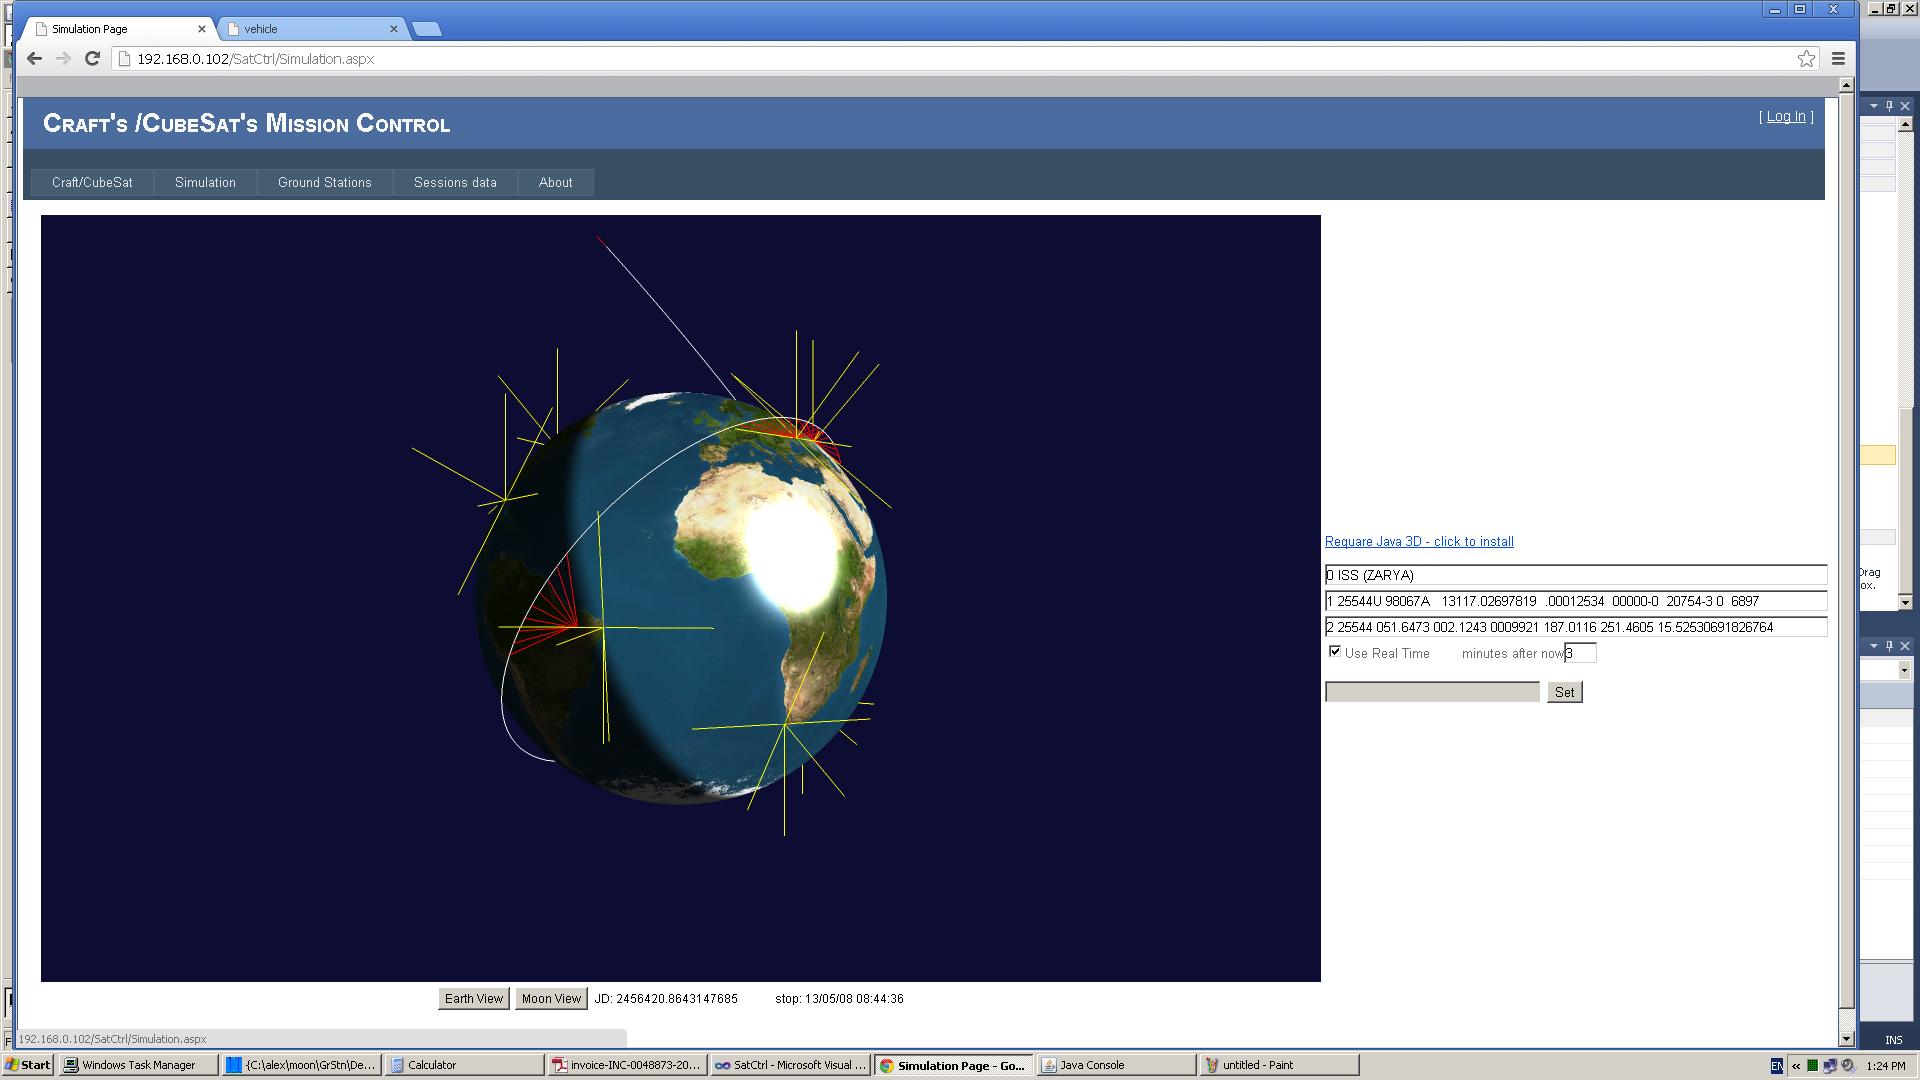 Simulation Page
vehicle
192.168.0.102/SatCtrl/Simulation.aspx
Craft's /CubeSat's Mission Control
[ Log In ]
Craft/CubeSat Simulation Ground Stations Sessions data About
Requare Java 3D - click to install
0 ISS (ZARYA)
1 25544U 98067A 13117.02697819 .00012534 00000-0 20754-3 0 6897
2 25544 051.6473 002.1243 0009921 187.0116 251.4605 15.52530691826764
Use Real Time minutes after now 3
Set
Drag
ox.
Earth View Moon View JD: 2456420.8643147685 stop: 13/05/08 08:44:36
192.168.0.102/SatCtrl/Simulation.aspx
INS
Start Windows Task Manager {C:\alex\moon\GrStn\De... Calculator invoice-INC-0048873-20... SatCtrl - Microsoft Visual ... Simulation Page - Go... Java Console untitled - Paint EN « 1:24 PM